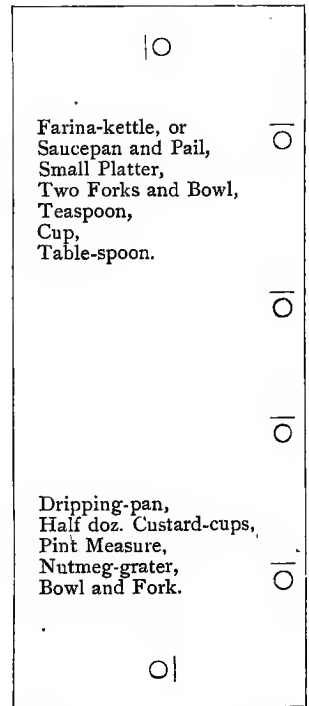 Farina-kettle, or
Saucepan and Pail,
Small Platter,
Two Forks and Bowl,
Teaspoon,
Cup,
Table-spoon.
Dripping-pan,
Half doz. Custard-cups,
Pint Measure,
Nutmeg-grater,
Bowl and Fork.